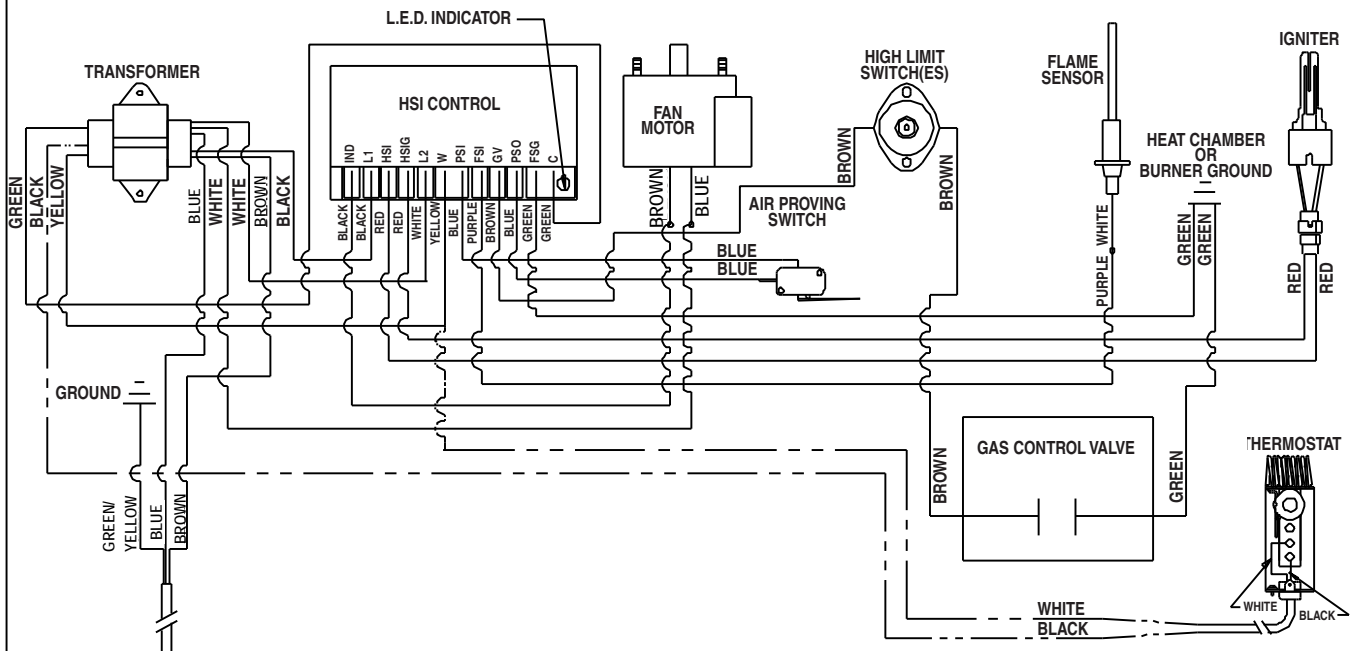 L.E.D. INDICATOR
TRANSFORMER
HSI CONTROL
FAN
MOTOR
HIGH LIMIT
SWITCH(ES)
FLAME
SENSOR
IGNITER
HEAT CHAMBER
OR
BURNER GROUND
IND
L1
HSI
HSIG
L2
W
PSI
FSI
GV
PSO
FSG
C
GREEN
BLACK
YELLOW
BLUE
WHITE
WHITE
BROWN
BLACK
BLACK
BLACK
RED
RED
WHITE
YELLOW
BLUE
PURPLE
BROWN
BLUE
GREEN
GREEN
BROWN
BLUE
AIR PROVING
SWITCH
BLUE
BLUE
BROWN
BROWN
WHITE
PURPLE
GREEN
GREEN
RED
RED
GROUND
GREEN/
YELLOW
BLUE
BROWN
BROWN
GAS CONTROL VALVE
GREEN
THERMOSTAT
WHITE
BLACK
WHITE
BLACK